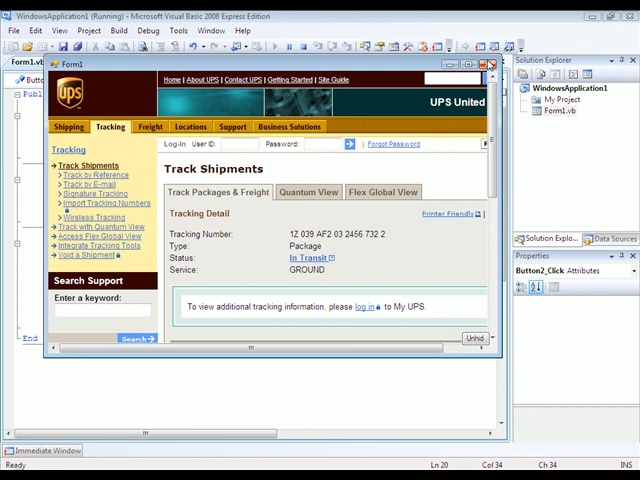 WindowsApplication1 (Running) - Microsoft Visual Basic 2008 Express Edition
File Edit View Project Build Debug Tools Window Help
Form1.vb
Form1
Solution Explorer
Butto
WindowsApplication1
My Project
Form1.vb
Publ
End
ups
Home | About UPS | Contact UPS | Getting Started | Site Guide
UPS United
Shipping Tracking Freight Locations Support Business Solutions
Log-In User ID: Password: Forgot Password
Tracking
Track Shipments
Track by Reference
Track by E-mail
Signature Tracking
Import Tracking Numbers
Wireless Tracking
Track with Quantum View
Access Flex Global View
Integrate Tracking Tools
Void a Shipment
Search Support
Enter a keyword:
Search
Track Shipments
Track Packages & Freight Quantum View Flex Global View
Tracking Detail Printer Friendly
Tracking Number: 1Z 039 AF2 03 2456 732 2
Type: Package
Status: In Transit
Service: GROUND
To view additional tracking information, please log in to My UPS.
Unhid
Solution Explo... Data Sources
Properties
Button2_Click Attributes
Immediate Window
Ready Ln 20 Col 34 Ch 34 INS